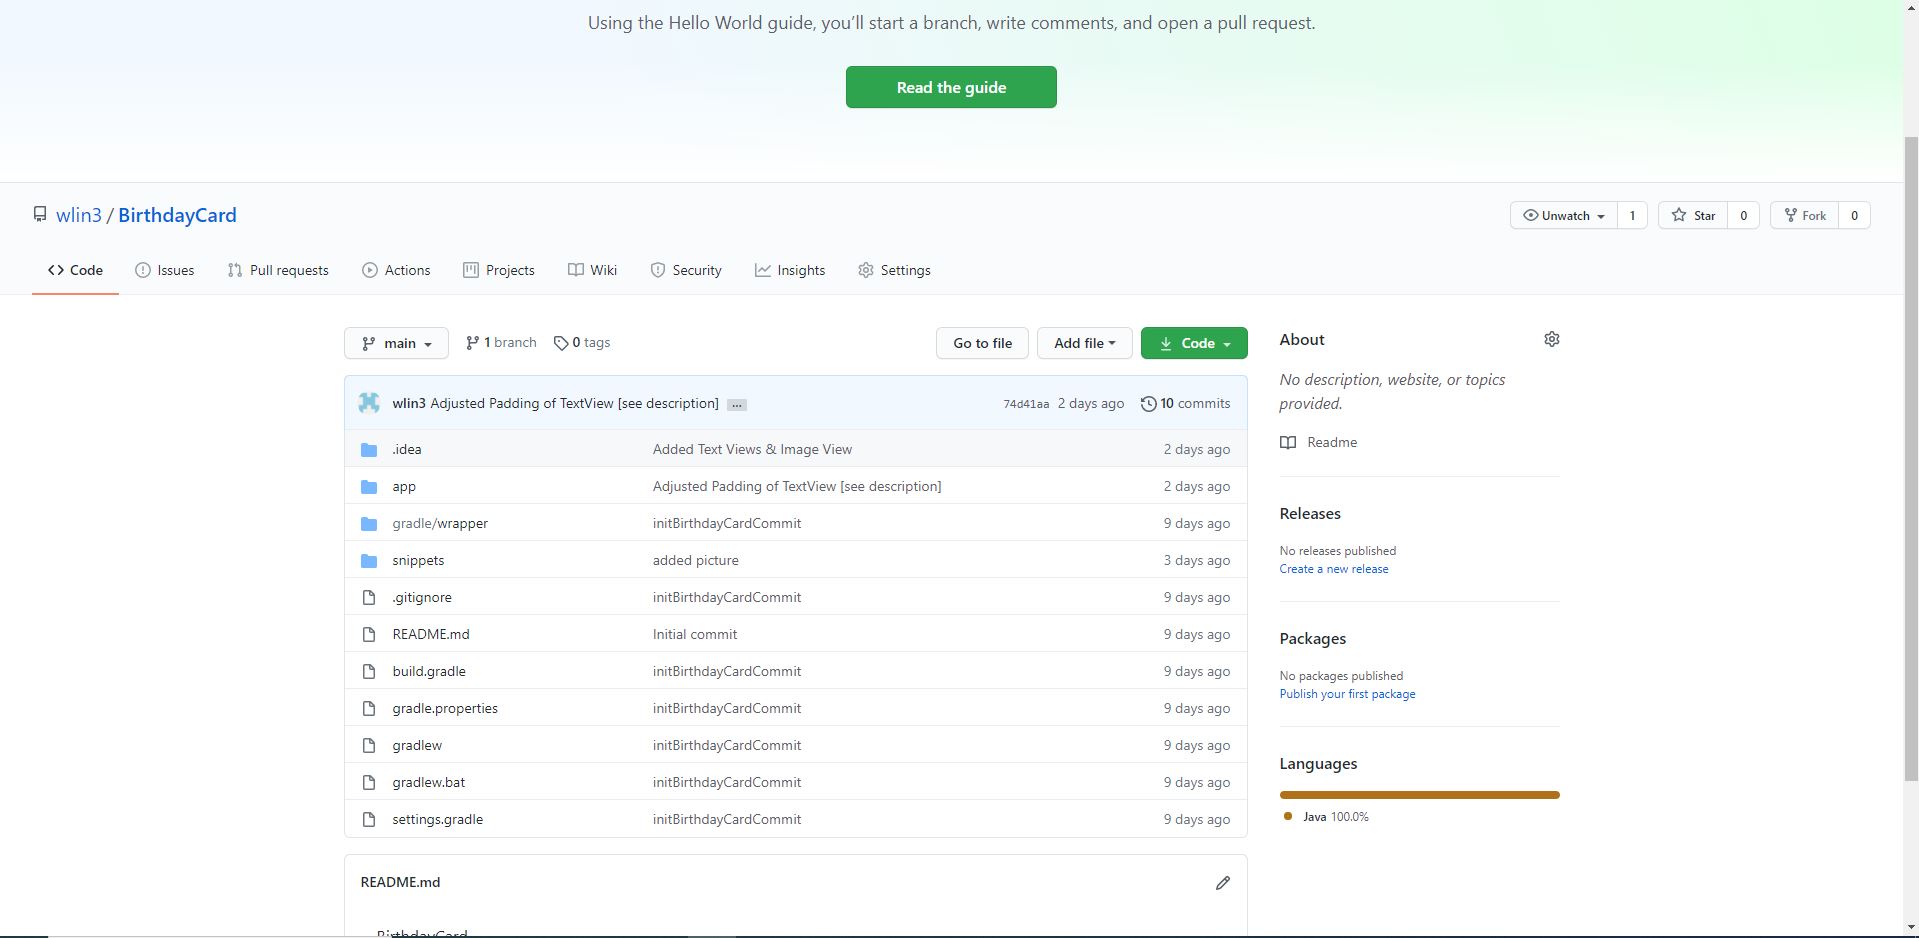 Using the Hello World guide, you’ll start a branch, write comments, and open a pull request.
Read the guide
wlin3 / BirthdayCard
Unwatch 1 Star 0 Fork 0
Code Issues Pull requests Actions Projects Wiki Security Insights Settings
main 1 branch 0 tags Go to file Add file Code
wlin3 Adjusted Padding of TextView [see description] ... 74d41aa 2 days ago 10 commits
.idea Added Text Views & Image View 2 days ago
app Adjusted Padding of TextView [see description] 2 days ago
gradle/wrapper initBirthdayCardCommit 9 days ago
snippets added picture 3 days ago
.gitignore initBirthdayCardCommit 9 days ago
README.md Initial commit 9 days ago
build.gradle initBirthdayCardCommit 9 days ago
gradle.properties initBirthdayCardCommit 9 days ago
gradlew initBirthdayCardCommit 9 days ago
gradlew.bat initBirthdayCardCommit 9 days ago
settings.gradle initBirthdayCardCommit 9 days ago
README.md
BirthdayCard
About
No description, website, or topics
provided.
Readme
Releases
No releases published
Create a new release
Packages
No packages published
Publish your first package
Languages
Java 100.0%